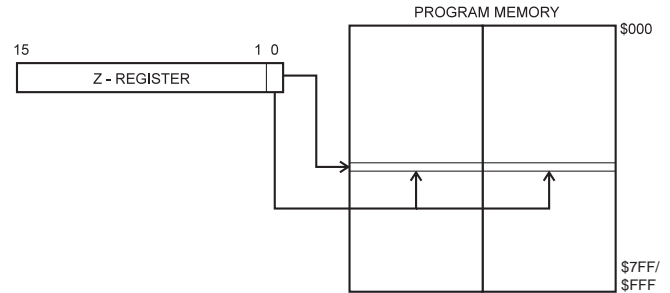 PROGRAM MEMORY
$000
15 1 0
Z - REGISTER
$7FF/
$FFF